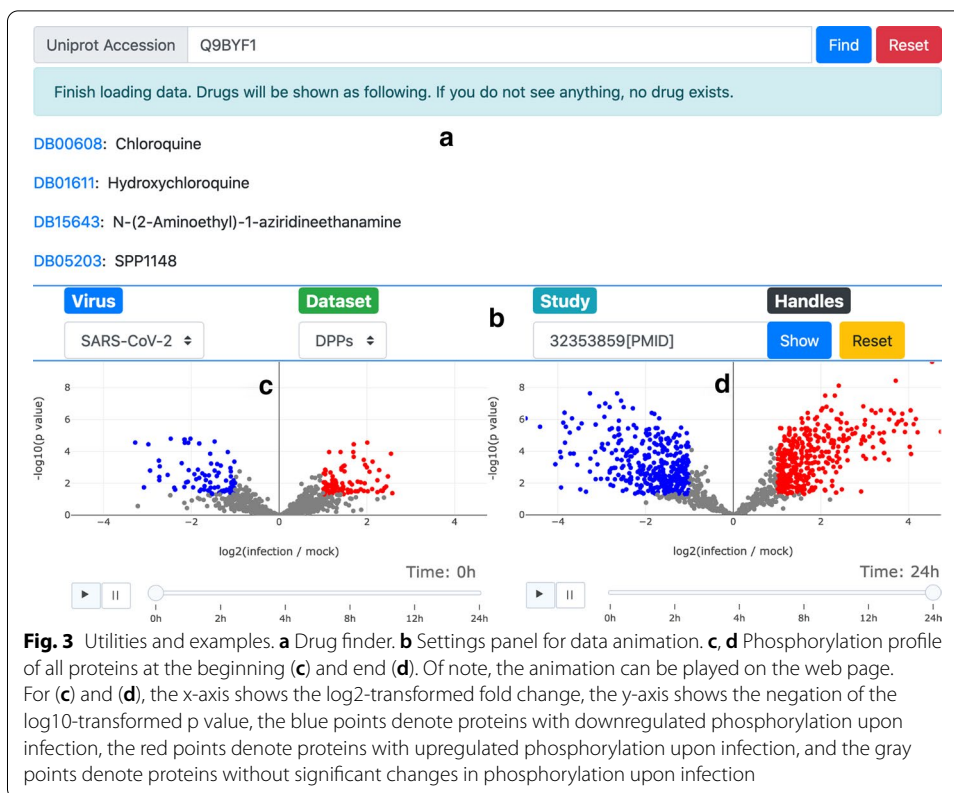 Uniprot Accession Q9BYF1 Find Reset
Finish loading data. Drugs will be shown as following. If you do not see anything, no drug exists.
a
DB00608: Chloroquine
DB01611: Hydroxychloroquine
DB15643: N-(2-Aminoethyl)-1-aziridineethanamine
DB05203: SPP1148
Virus Dataset Study Handles
b
SARS-CoV-2 DPPs 32353859[PMID] Show Reset
c
8
6
4
2
0
-log10(p value)
−4 −2 0 2 4
log2(infection / mock)
Time: 0h
0h 2h 4h 8h 12h 24h
d
8
6
4
2
0
-log10(p value)
−4 −2 0 2 4
log2(infection / mock)
Time: 24h
0h 2h 4h 8h 12h 24h
Fig. 3 Utilities and examples. a Drug finder. b Settings panel for data animation. c, d Phosphorylation profile
of all proteins at the beginning (c) and end (d). Of note, the animation can be played on the web page.
For (c) and (d), the x-axis shows the log2-transformed fold change, the y-axis shows the negation of the
log10-transformed p value, the blue points denote proteins with downregulated phosphorylation upon
infection, the red points denote proteins with upregulated phosphorylation upon infection, and the gray
points denote proteins without significant changes in phosphorylation upon infection